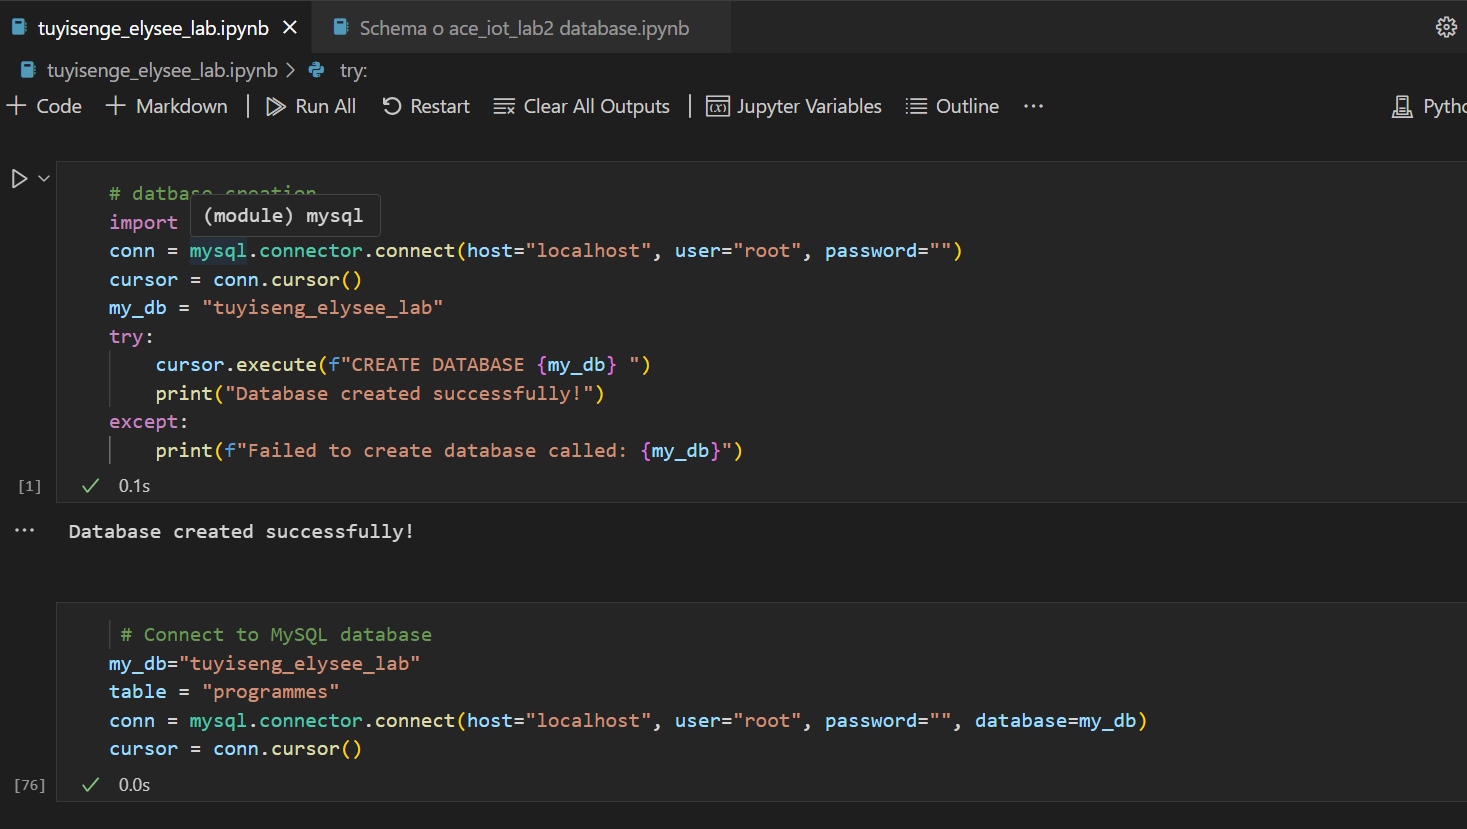 tuyisenge_elysee_lab.ipynb
Schema o ace_iot_lab2 database.ipynb
tuyisenge_elysee_lab.ipynb > try:
Code Markdown Run All Restart Clear All Outputs Jupyter Variables Outline ...
# datbase creation
import
(module) mysql
conn = mysql.connector.connect(host="localhost", user="root", password="")
cursor = conn.cursor()
my_db = "tuyiseng_elysee_lab"
try:
cursor.execute(f"CREATE DATABASE {my_db} ")
print("Database created successfully!")
except:
print(f"Failed to create database called: {my_db}")
[1] 0.1s
Database created successfully!
# Connect to MySQL database
my_db="tuyiseng_elysee_lab"
table = "programmes"
conn = mysql.connector.connect(host="localhost", user="root", password="", database=my_db)
cursor = conn.cursor()
[76] 0.0s